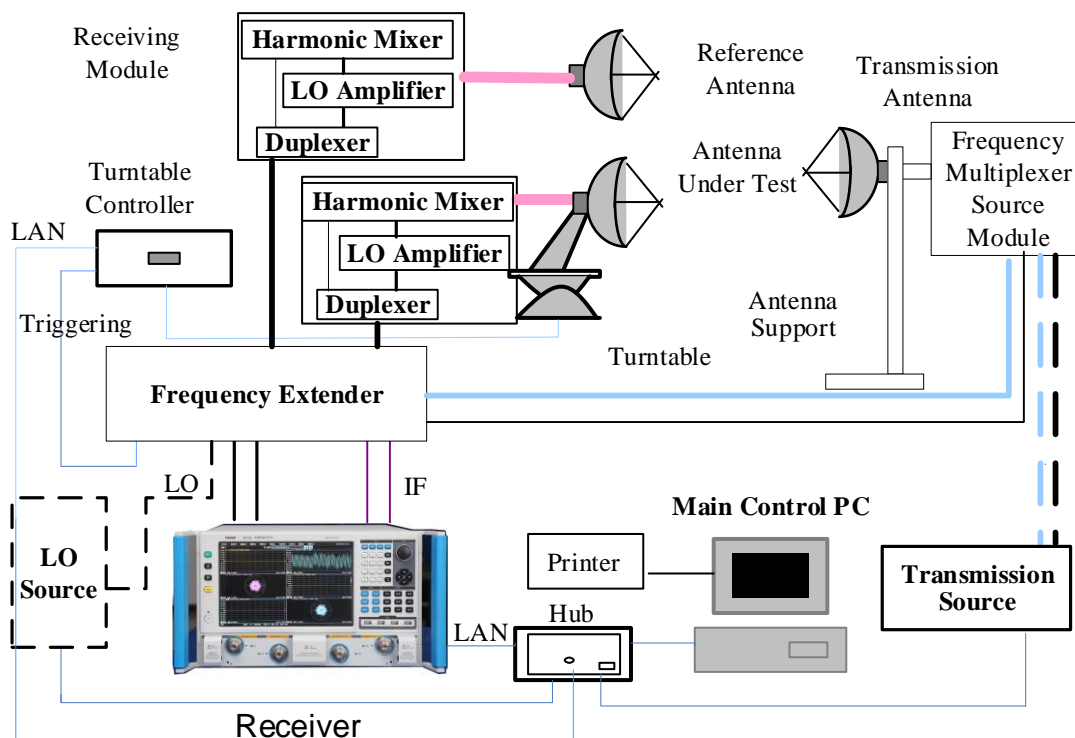 Receiving
Module
Harmonic Mixer
LO Amplifier
Duplexer
Reference
Antenna
Transmission
Antenna
Frequency
Multiplexer
Source
Module
Turntable
Controller
LAN
Triggering
Harmonic Mixer
LO Amplifier
Duplexer
Antenna
Under Test
Antenna
Support
Turntable
Frequency Extender
LO
IF
LO
Source
Main Control PC
Printer
Hub
LAN
Transmission
Source
Receiver